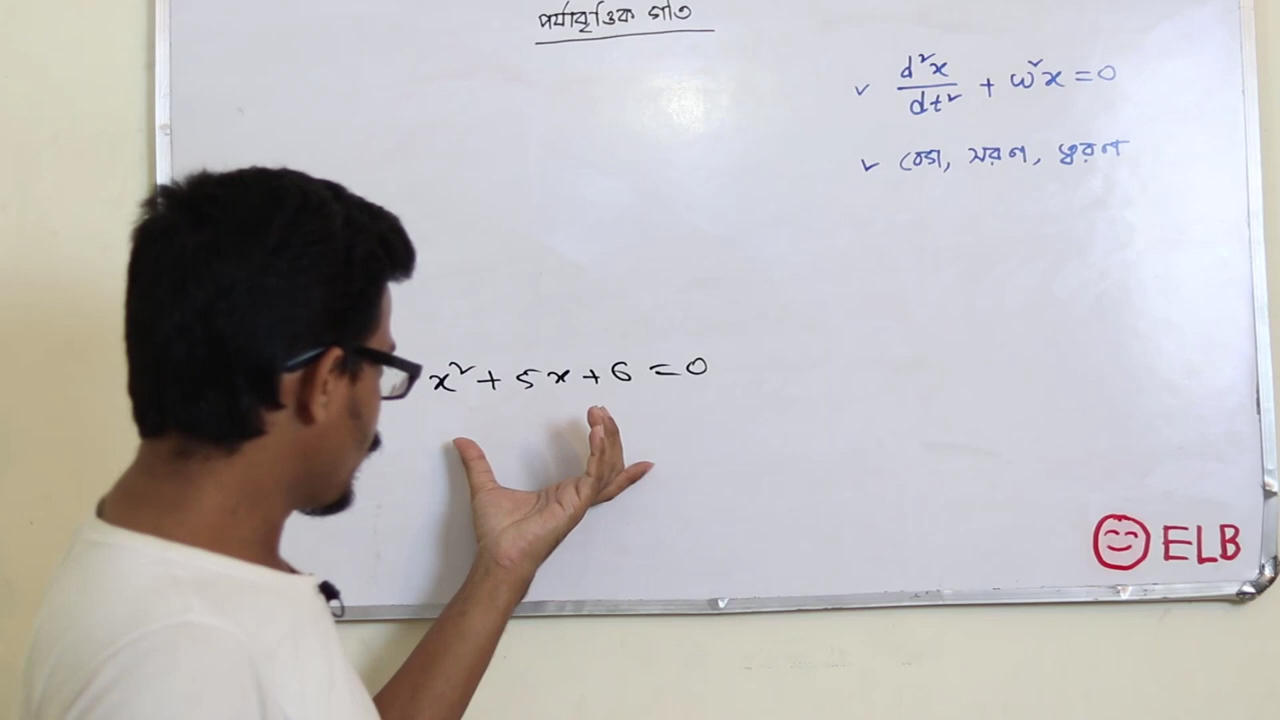 পর্যাবৃত্তিক গতি
d²x/dt² + ω²x = 0
বেগ, সরণ, ত্বরণ
x² + 5x + 6 = 0
ELB